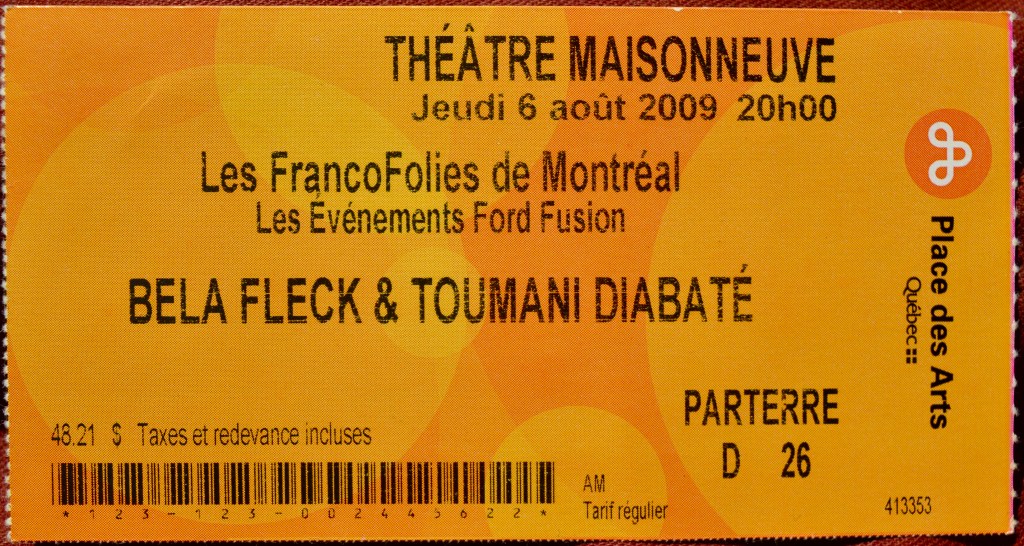 THÉÂTRE MAISONNEUVE
Jeudi 6 août 2009 20h00
Les FrancoFolies de Montréal
Les Événements Ford Fusion
BELA FLECK & TOUMANI DIABATÉ
48.21 $ Taxes et redevance incluses
*123-123-002445622*
PARTERRE
D 26
AM
Tarif régulier
413353
Place des Arts
Québec